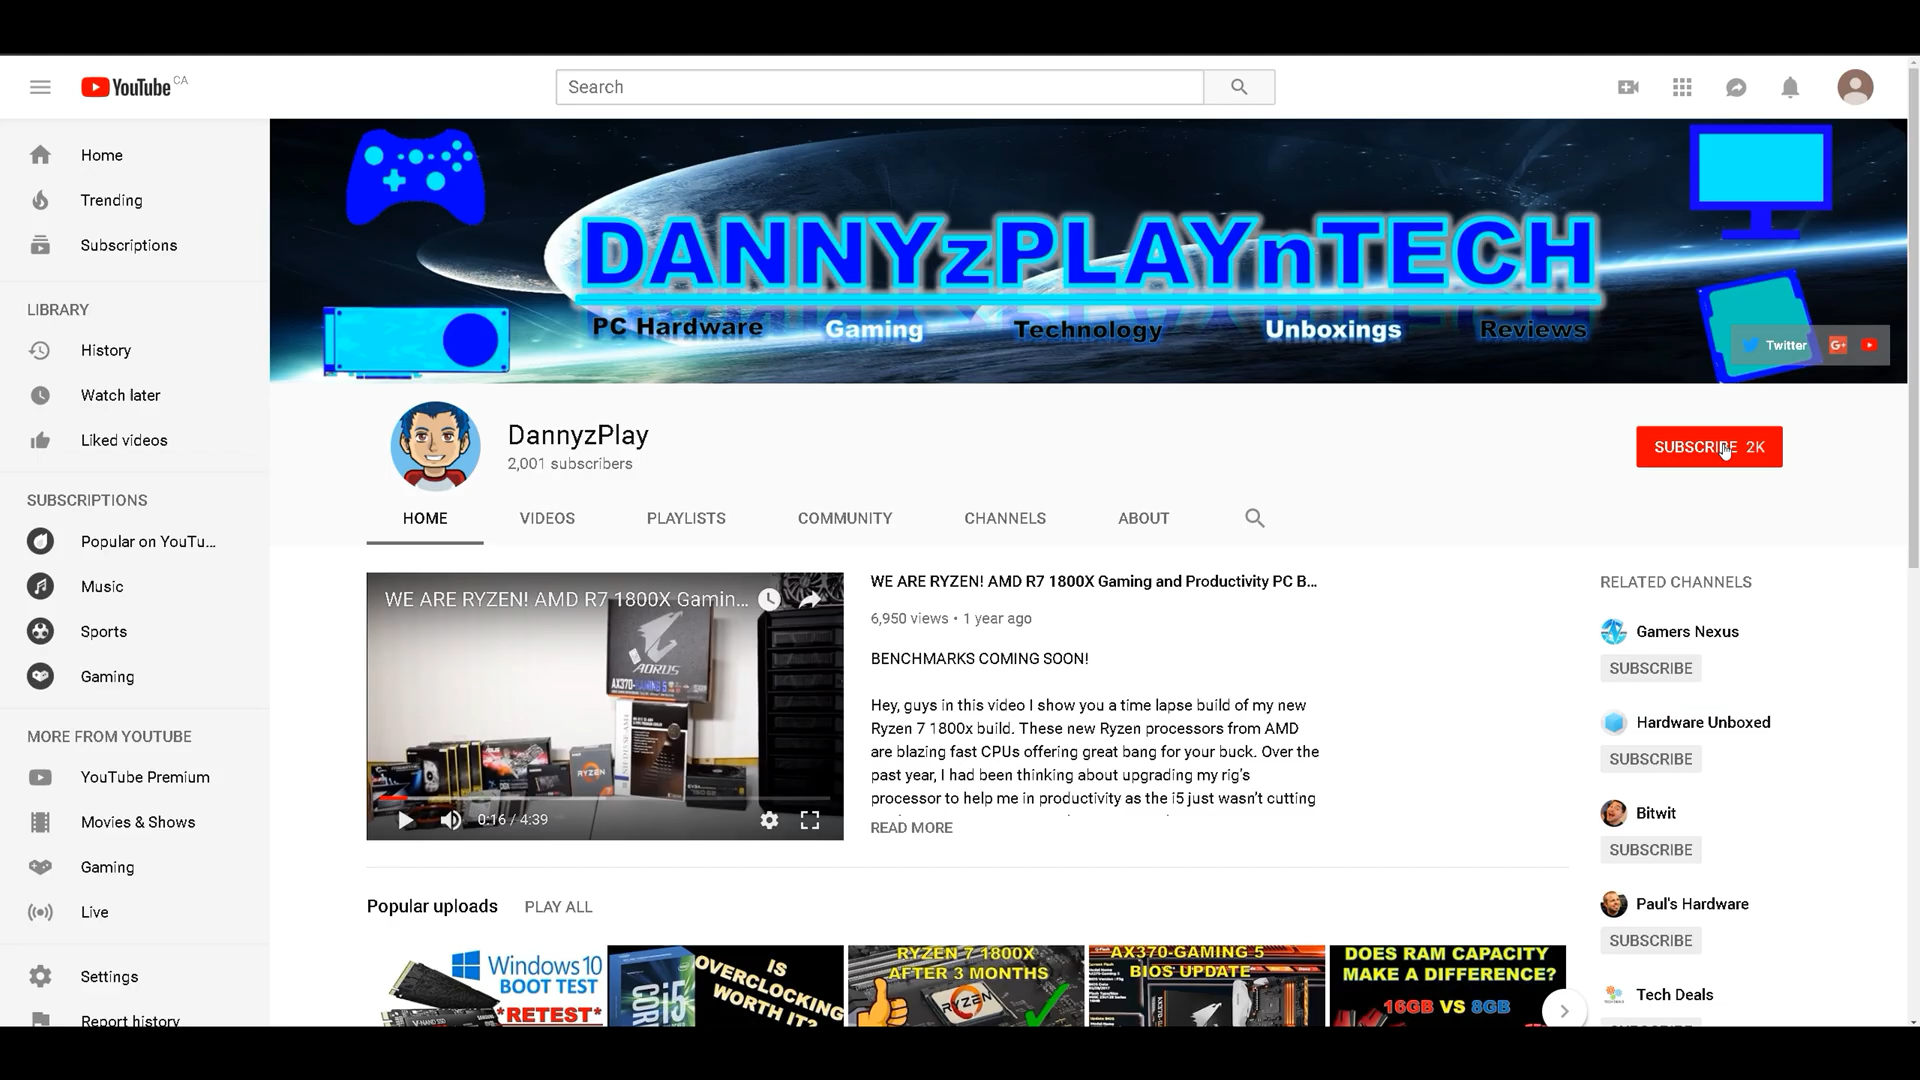 YouTube CA
Search
Home
Trending
Subscriptions
LIBRARY
History
Watch later
Liked videos
SUBSCRIPTIONS
Popular on YouTu...
Music
Sports
Gaming
MORE FROM YOUTUBE
YouTube Premium
Movies & Shows
Gaming
Live
Settings
Report history
DANNYzPLAYnTECH
PC Hardware Gaming Technology Unboxings Reviews
Twitter G+
DannyzPlay
2,001 subscribers
SUBSCRIBE 2K
HOME VIDEOS PLAYLISTS COMMUNITY CHANNELS ABOUT
WE ARE RYZEN! AMD R7 1800X Gamin...
AORUS
AX370-GAMING 5
RYZEN
0:16 / 4:39
WE ARE RYZEN! AMD R7 1800X Gaming and Productivity PC B...
6,950 views • 1 year ago
BENCHMARKS COMING SOON!
Hey, guys in this video I show you a time lapse build of my new
Ryzen 7 1800x build. These new Ryzen processors from AMD
are blazing fast CPUs offering great bang for your buck. Over the
past year, I had been thinking about upgrading my rig's
processor to help me in productivity as the i5 just wasn't cutting
READ MORE
Popular uploads PLAY ALL
Windows 10
BOOT TEST
*RETEST*
V-NAND SSD
CORE i5
IS
OVERCLOCKING
WORTH IT?
RYZEN 7 1800X
AFTER 3 MONTHS
RYZEN
AX370-GAMING 5
BIOS UPDATE
DOES RAM CAPACITY
MAKE A DIFFERENCE?
16GB VS 8GB
RELATED CHANNELS
Gamers Nexus
SUBSCRIBE
Hardware Unboxed
SUBSCRIBE
Bitwit
SUBSCRIBE
Paul's Hardware
SUBSCRIBE
Tech Deals